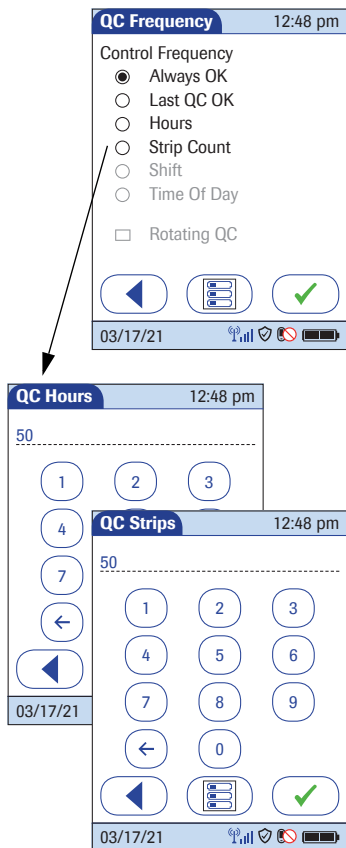 QC Frequency 12:48 pm
Control Frequency
Always OK
Last QC OK
Hours
Strip Count
Shift
Time Of Day
Rotating QC
03/17/21
QC Hours 12:48 pm
50
1 2 3
4
7
03/17/21
QC Strips 12:48 pm
50
1 2 3
4 5 6
7 8 9
0
03/17/21